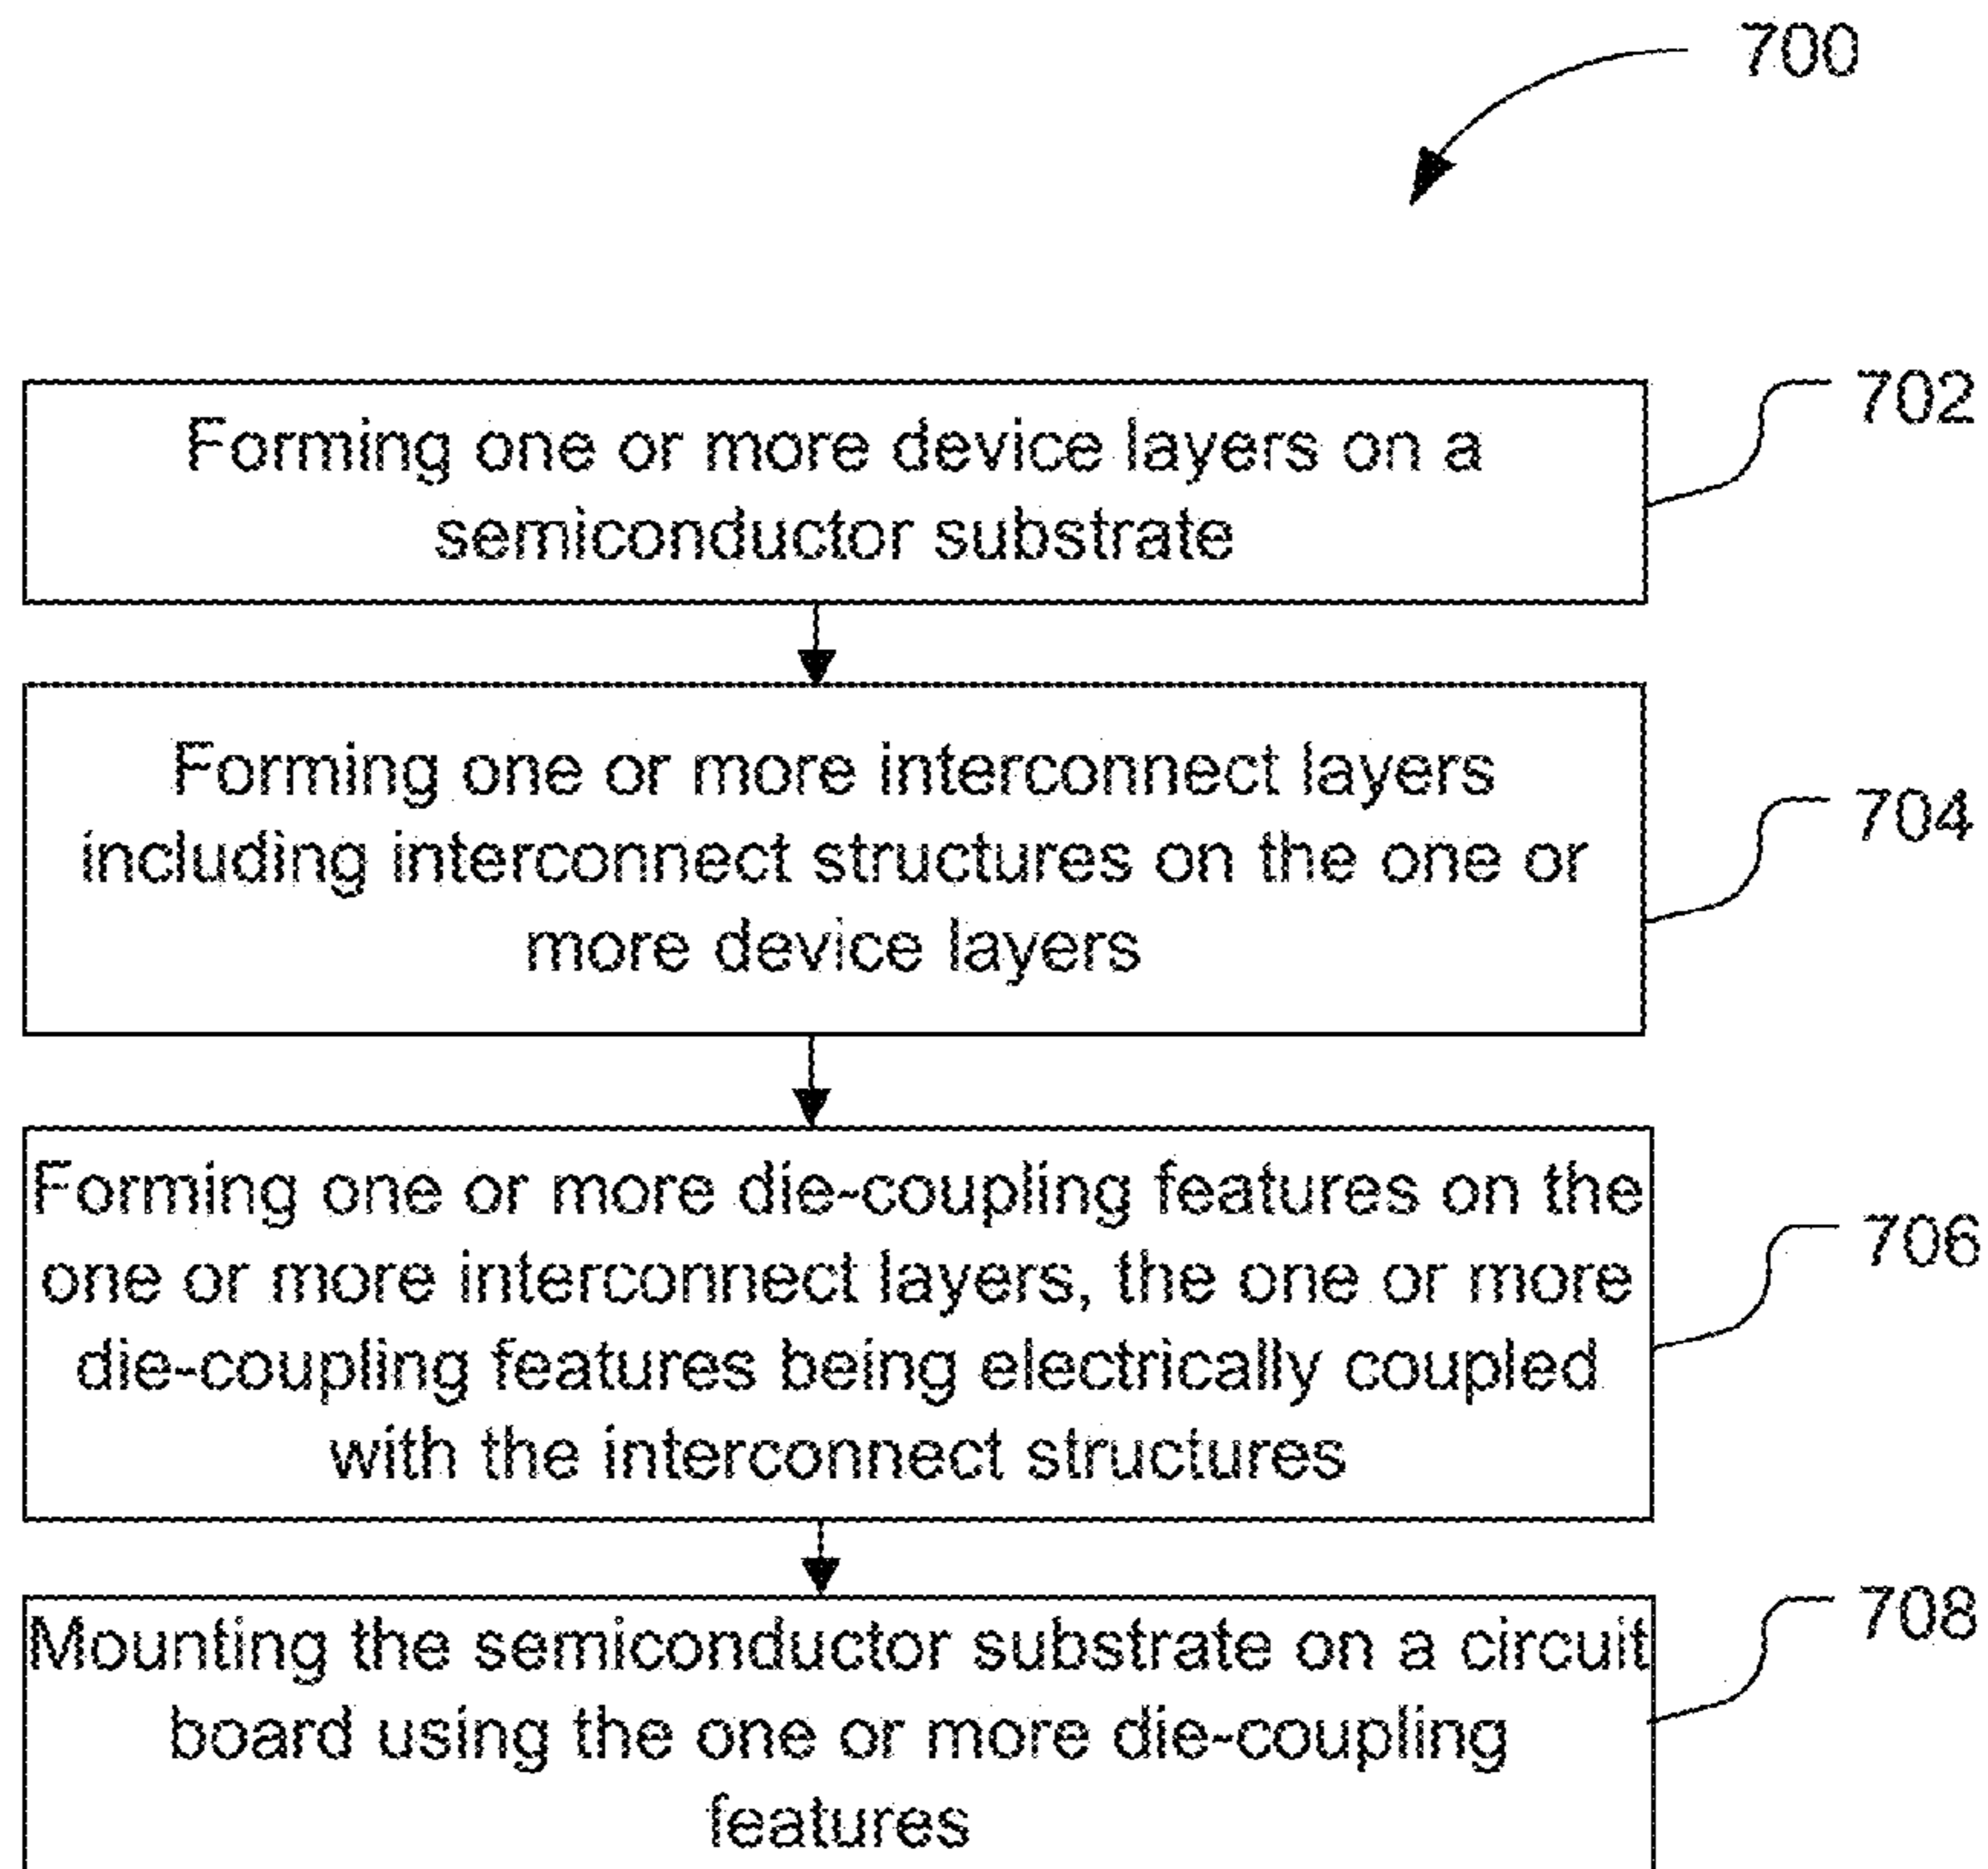 700
702
Forming one or more device layers on a
semiconductor substrate
704
Forming one or more interconnect layers
including interconnect structures on the one or
more device layers
706
Forming one or more die-coupling features on the
one or more interconnect layers, the one or more
die-coupling features being electrically coupled
with the interconnect structures
708
Mounting the semiconductor substrate on a circuit
board using the one or more die-coupling
features